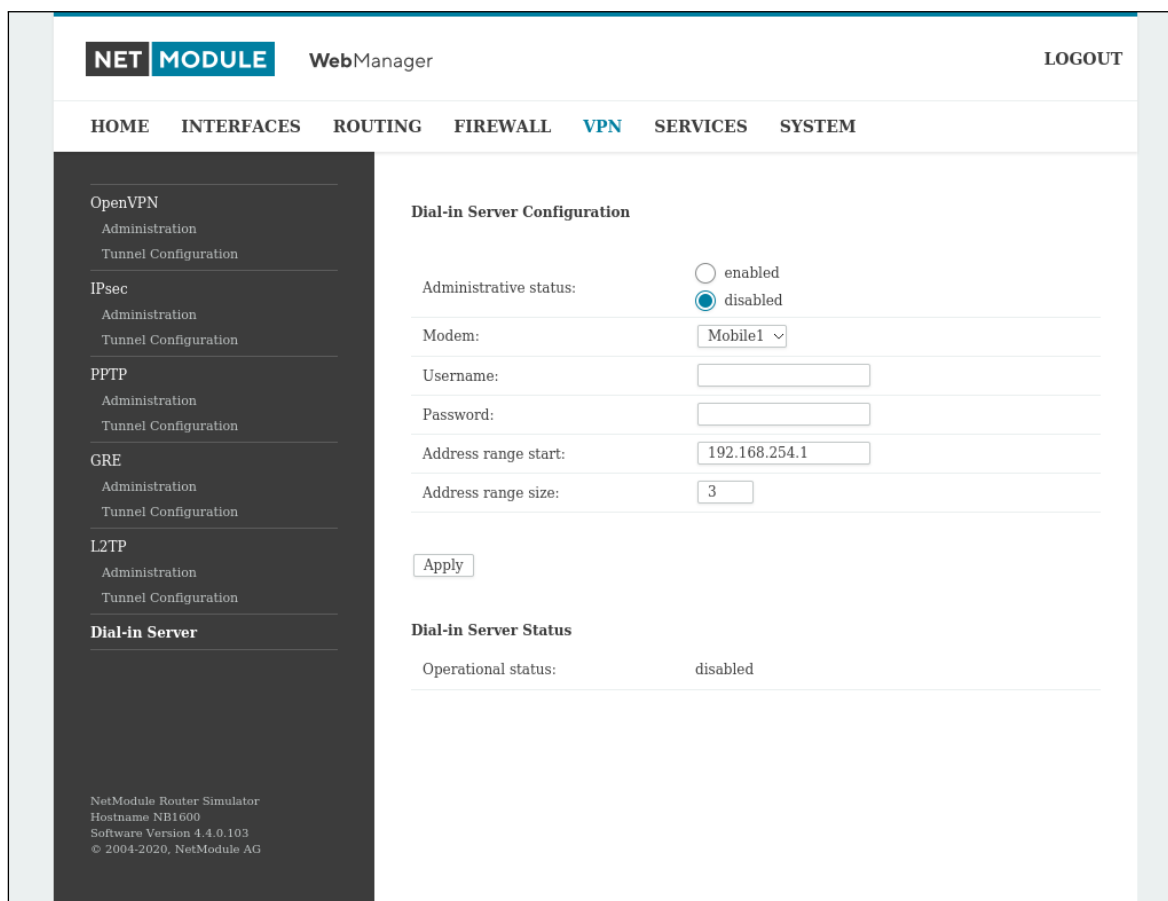 NET MODULE WebManager LOGOUT
HOME INTERFACES ROUTING FIREWALL VPN SERVICES SYSTEM
OpenVPN
Administration
Tunnel Configuration
IPsec
Administration
Tunnel Configuration
PPTP
Administration
Tunnel Configuration
GRE
Administration
Tunnel Configuration
L2TP
Administration
Tunnel Configuration
Dial-in Server
NetModule Router Simulator
Hostname NB1600
Software Version 4.4.0.103
© 2004-2020, NetModule AG
Dial-in Server Configuration
Administrative status:
enabled
disabled
Modem: Mobile1
Username:
Password:
Address range start: 192.168.254.1
Address range size: 3
Apply
Dial-in Server Status
Operational status: disabled